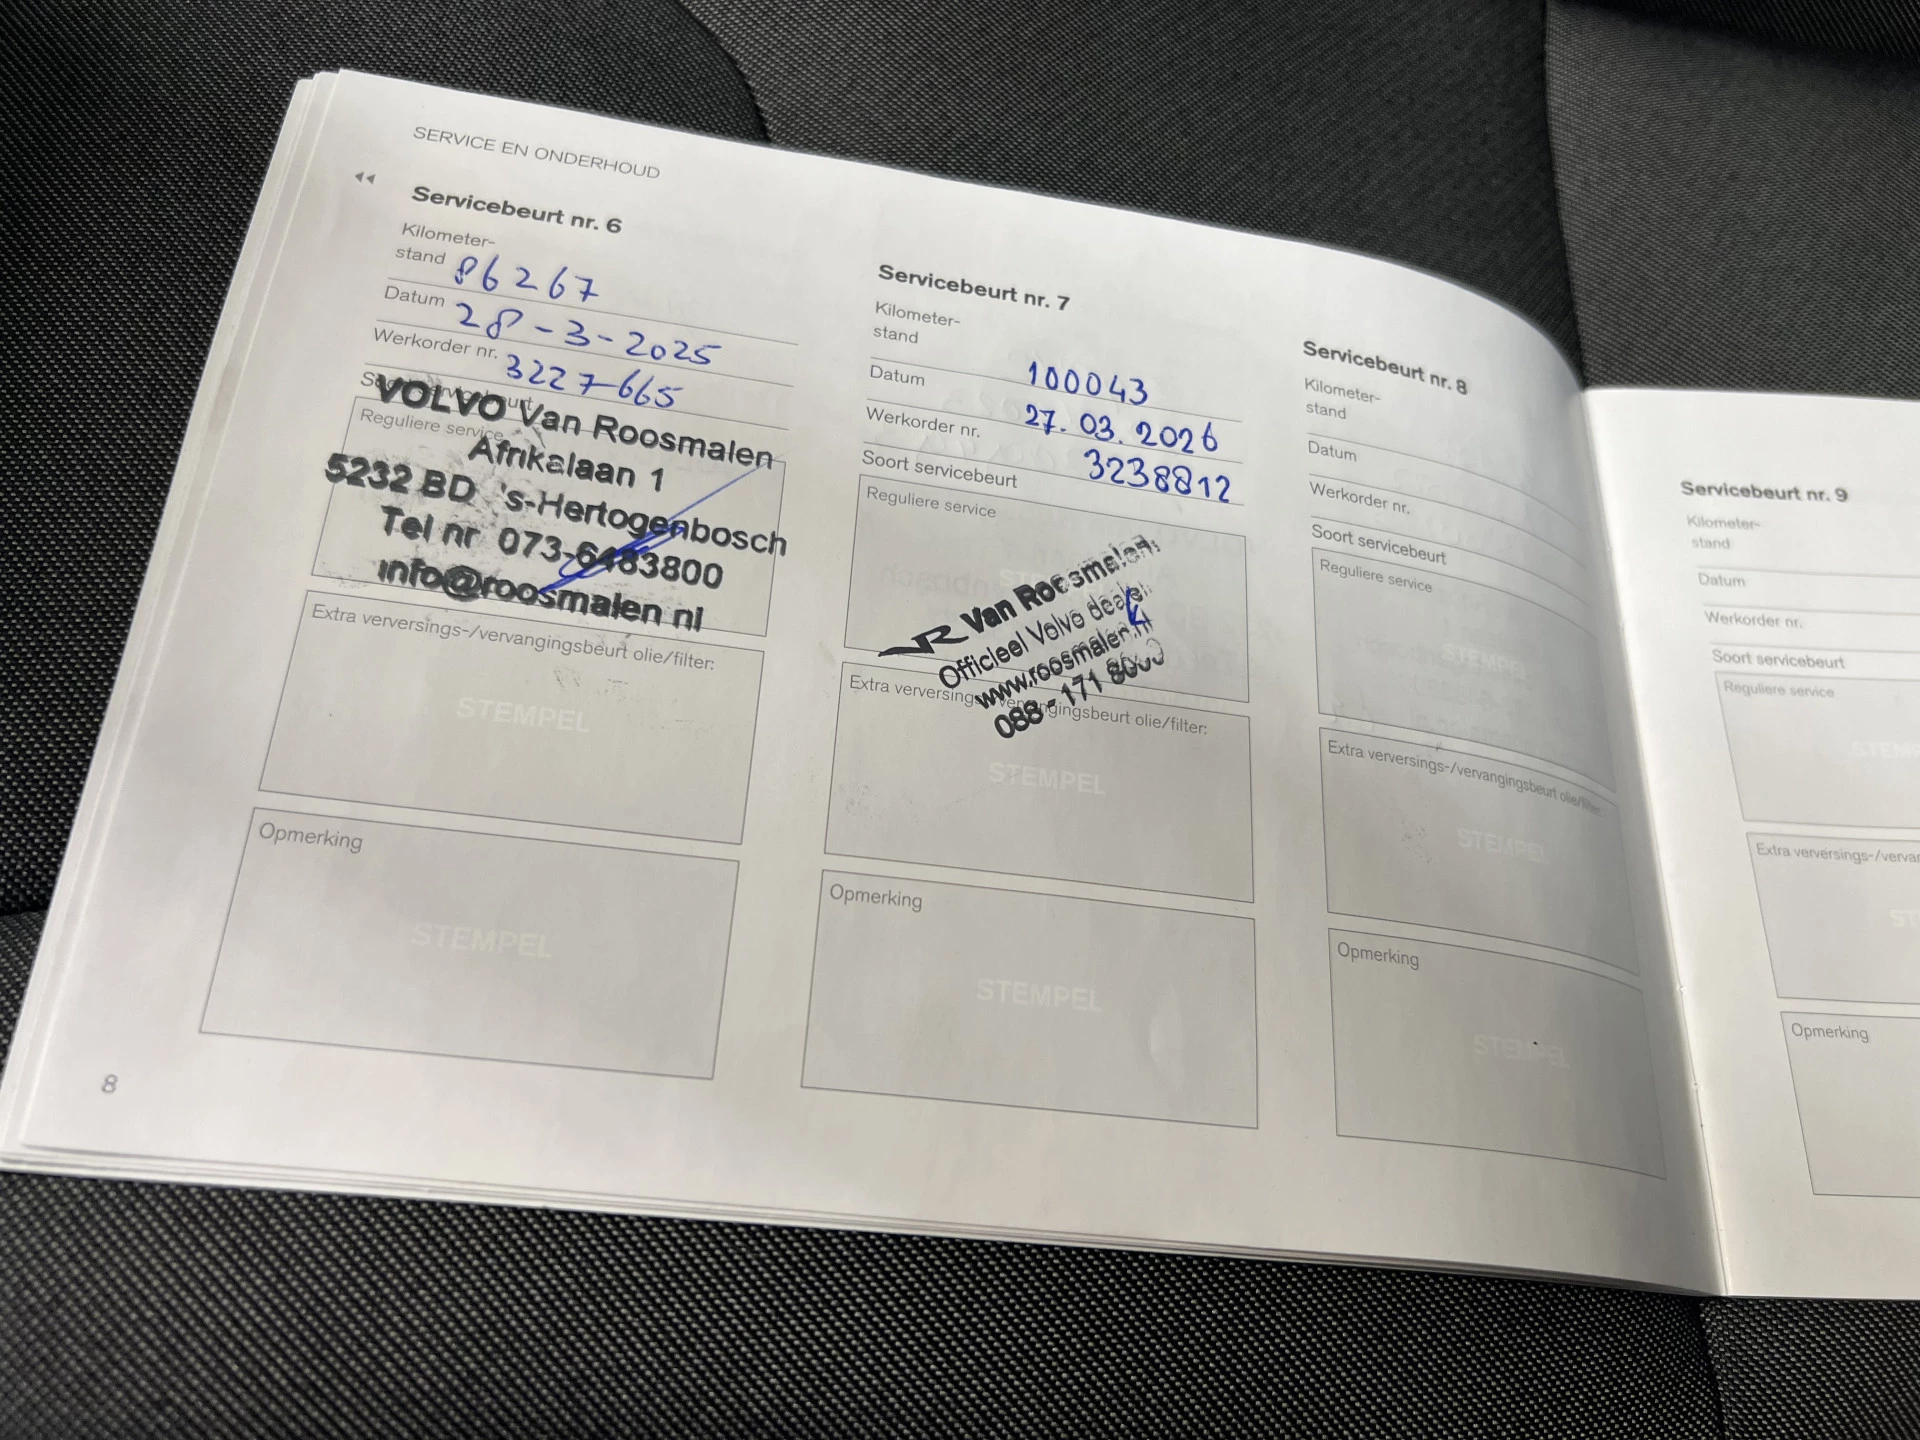 SERVICE EN ONDERHOUD
Servicebeurt nr. 6
Kilometer-
stand 86267
Datum 28-3-2025
Werkorder nr. 3227665
VOLVO Van Roosmalen
Reguliere service
Afrikalaan 1
5232 BD 's-Hertogenbosch
Tel nr 073-6483800
info@roosmalen nl
Extra verversings-/vervangingsbeurt olie/filter:
STEMPEL
Opmerking
STEMPEL
8
Servicebeurt nr. 7
Kilometer-
stand
100043
Datum
27.03.2026
Werkorder nr.
3238812
Soort servicebeurt
Reguliere service
Van Roosmalen
Officieel Volvo dealer
www.roosmalen.nl
088-171 8000
Extra verversings-/vervangingsbeurt olie/filter:
STEMPEL
Opmerking
STEMPEL
Servicebeurt nr. 8
Kilometer-
stand
Datum
Werkorder nr.
Soort servicebeurt
Reguliere service
STEMPEL
Extra verversings-/vervangingsbeurt olie/filter:
STEMPEL
Opmerking
STEMPEL
Servicebeurt nr. 9
Kilometer-
stand
Datum
Werkorder nr.
Soort servicebeurt
Reguliere service
Extra verversings-/
Opmerking